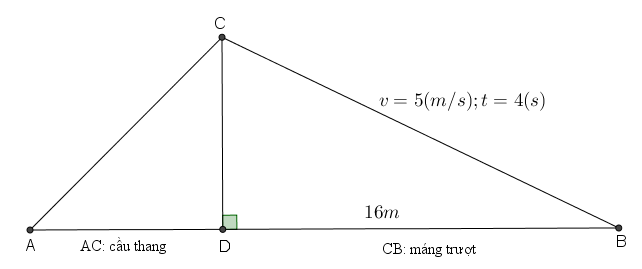 C
v = 5(m/s); t = 4(s)
16m
A
D
B
AC: cầu thang
CB: máng trượt